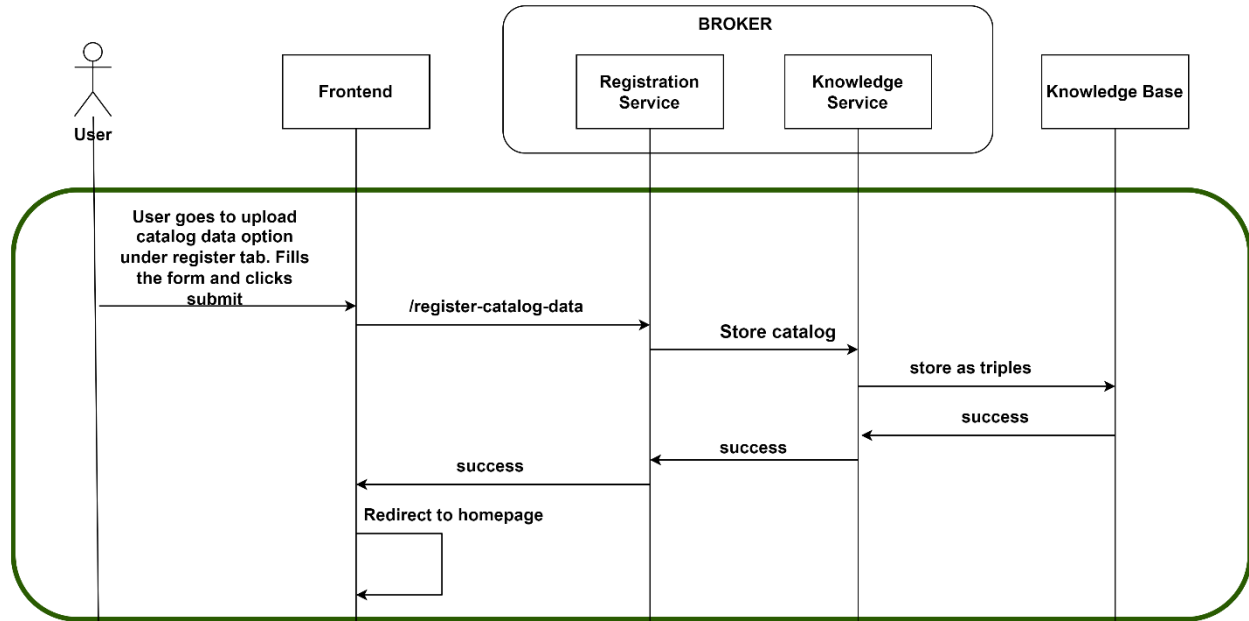 BROKER
User
Frontend
Registration
Service
Knowledge
Service
Knowledge Base
User goes to upload
catalog data option
under register tab. Fills
the form and clicks
submit
/register-catalog-data
Store catalog
store as triples
success
success
success
Redirect to homepage